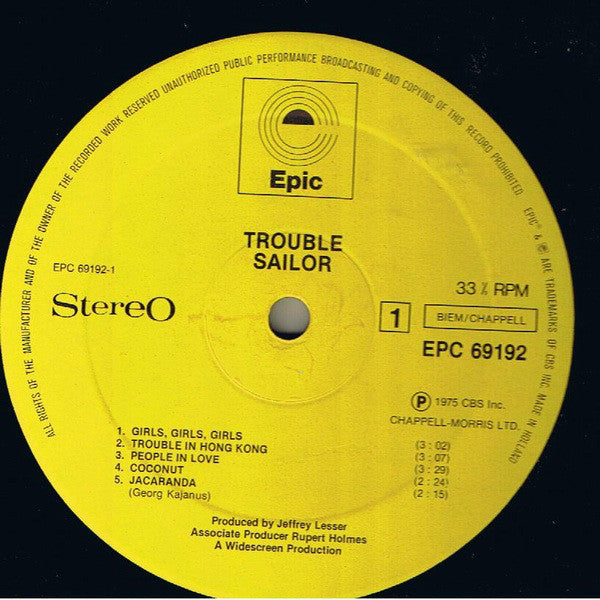 ALL RIGHTS OF THE MANUFACTURER AND OF THE OWNER OF THE RECORDED WORK RESERVED UNAUTHORIZED PUBLIC PERFORMANCE BROADCASTING AND COPYING OF THIS RECORD PROHIBITED. EPIC® & ℗ ARE TRADEMARKS OF CBS INC. MADE IN HOLLAND
Epic
TROUBLE
SAILOR
EPC 69192-1
Stereo
33 ⅓ RPM
1
BIEM/CHAPPELL
EPC 69192
℗ 1975 CBS Inc.
CHAPPELL-MORRIS LTD.
1. GIRLS, GIRLS, GIRLS (3 : 02)
2. TROUBLE IN HONG KONG (3 : 07)
3. PEOPLE IN LOVE (3 : 29)
4. COCONUT (2 : 24)
5. JACARANDA (2 : 15)
(Georg Kajanus)
Produced by Jeffrey Lesser
Associate Producer Rupert Holmes
A Widescreen Production